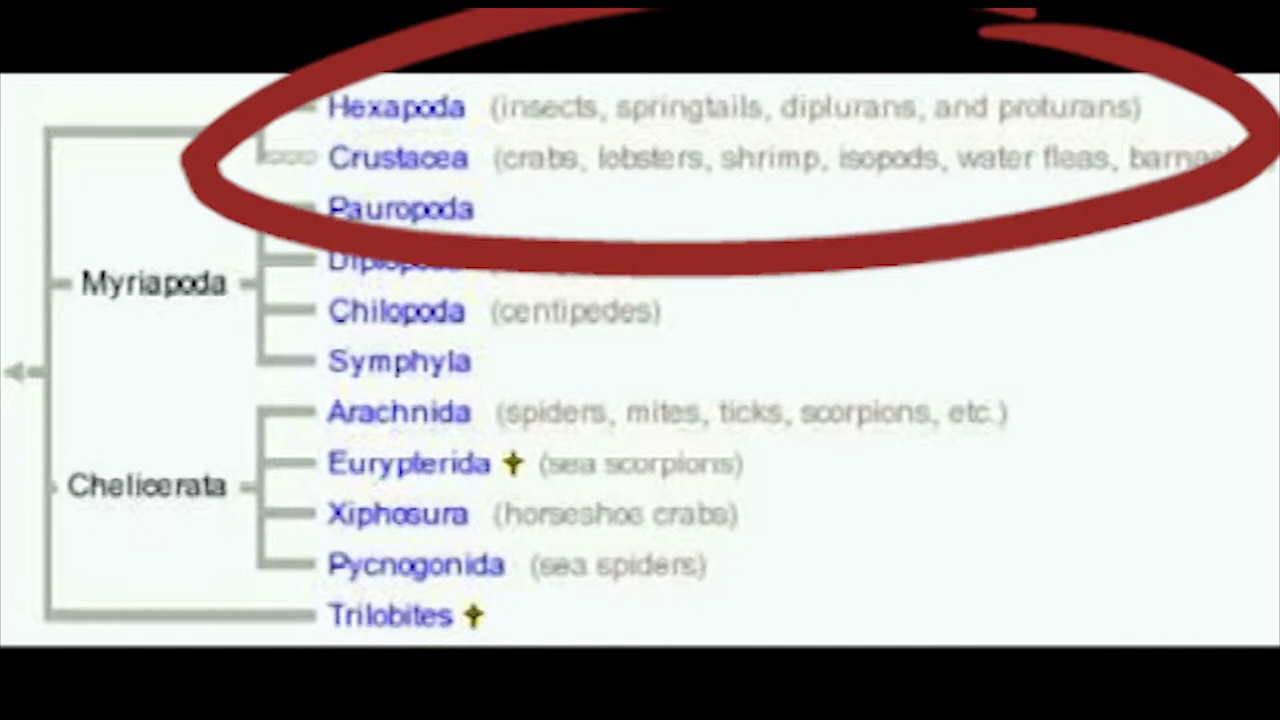 Hexapoda (insects, springtails, diplurans, and proturans)
Crustacea (crabs, lobsters, shrimp, isopods, water fleas,
Pauropoda
Myriapoda
Chilopoda (centipedes)
Symphyla
Arachnida (spiders, mites, ticks, scorpions, etc.)
Eurypterida (sea scorpions)
Chelicerata
Xiphosura (horseshoe crabs)
Pycnogonida (sea spiders)
Trilobites